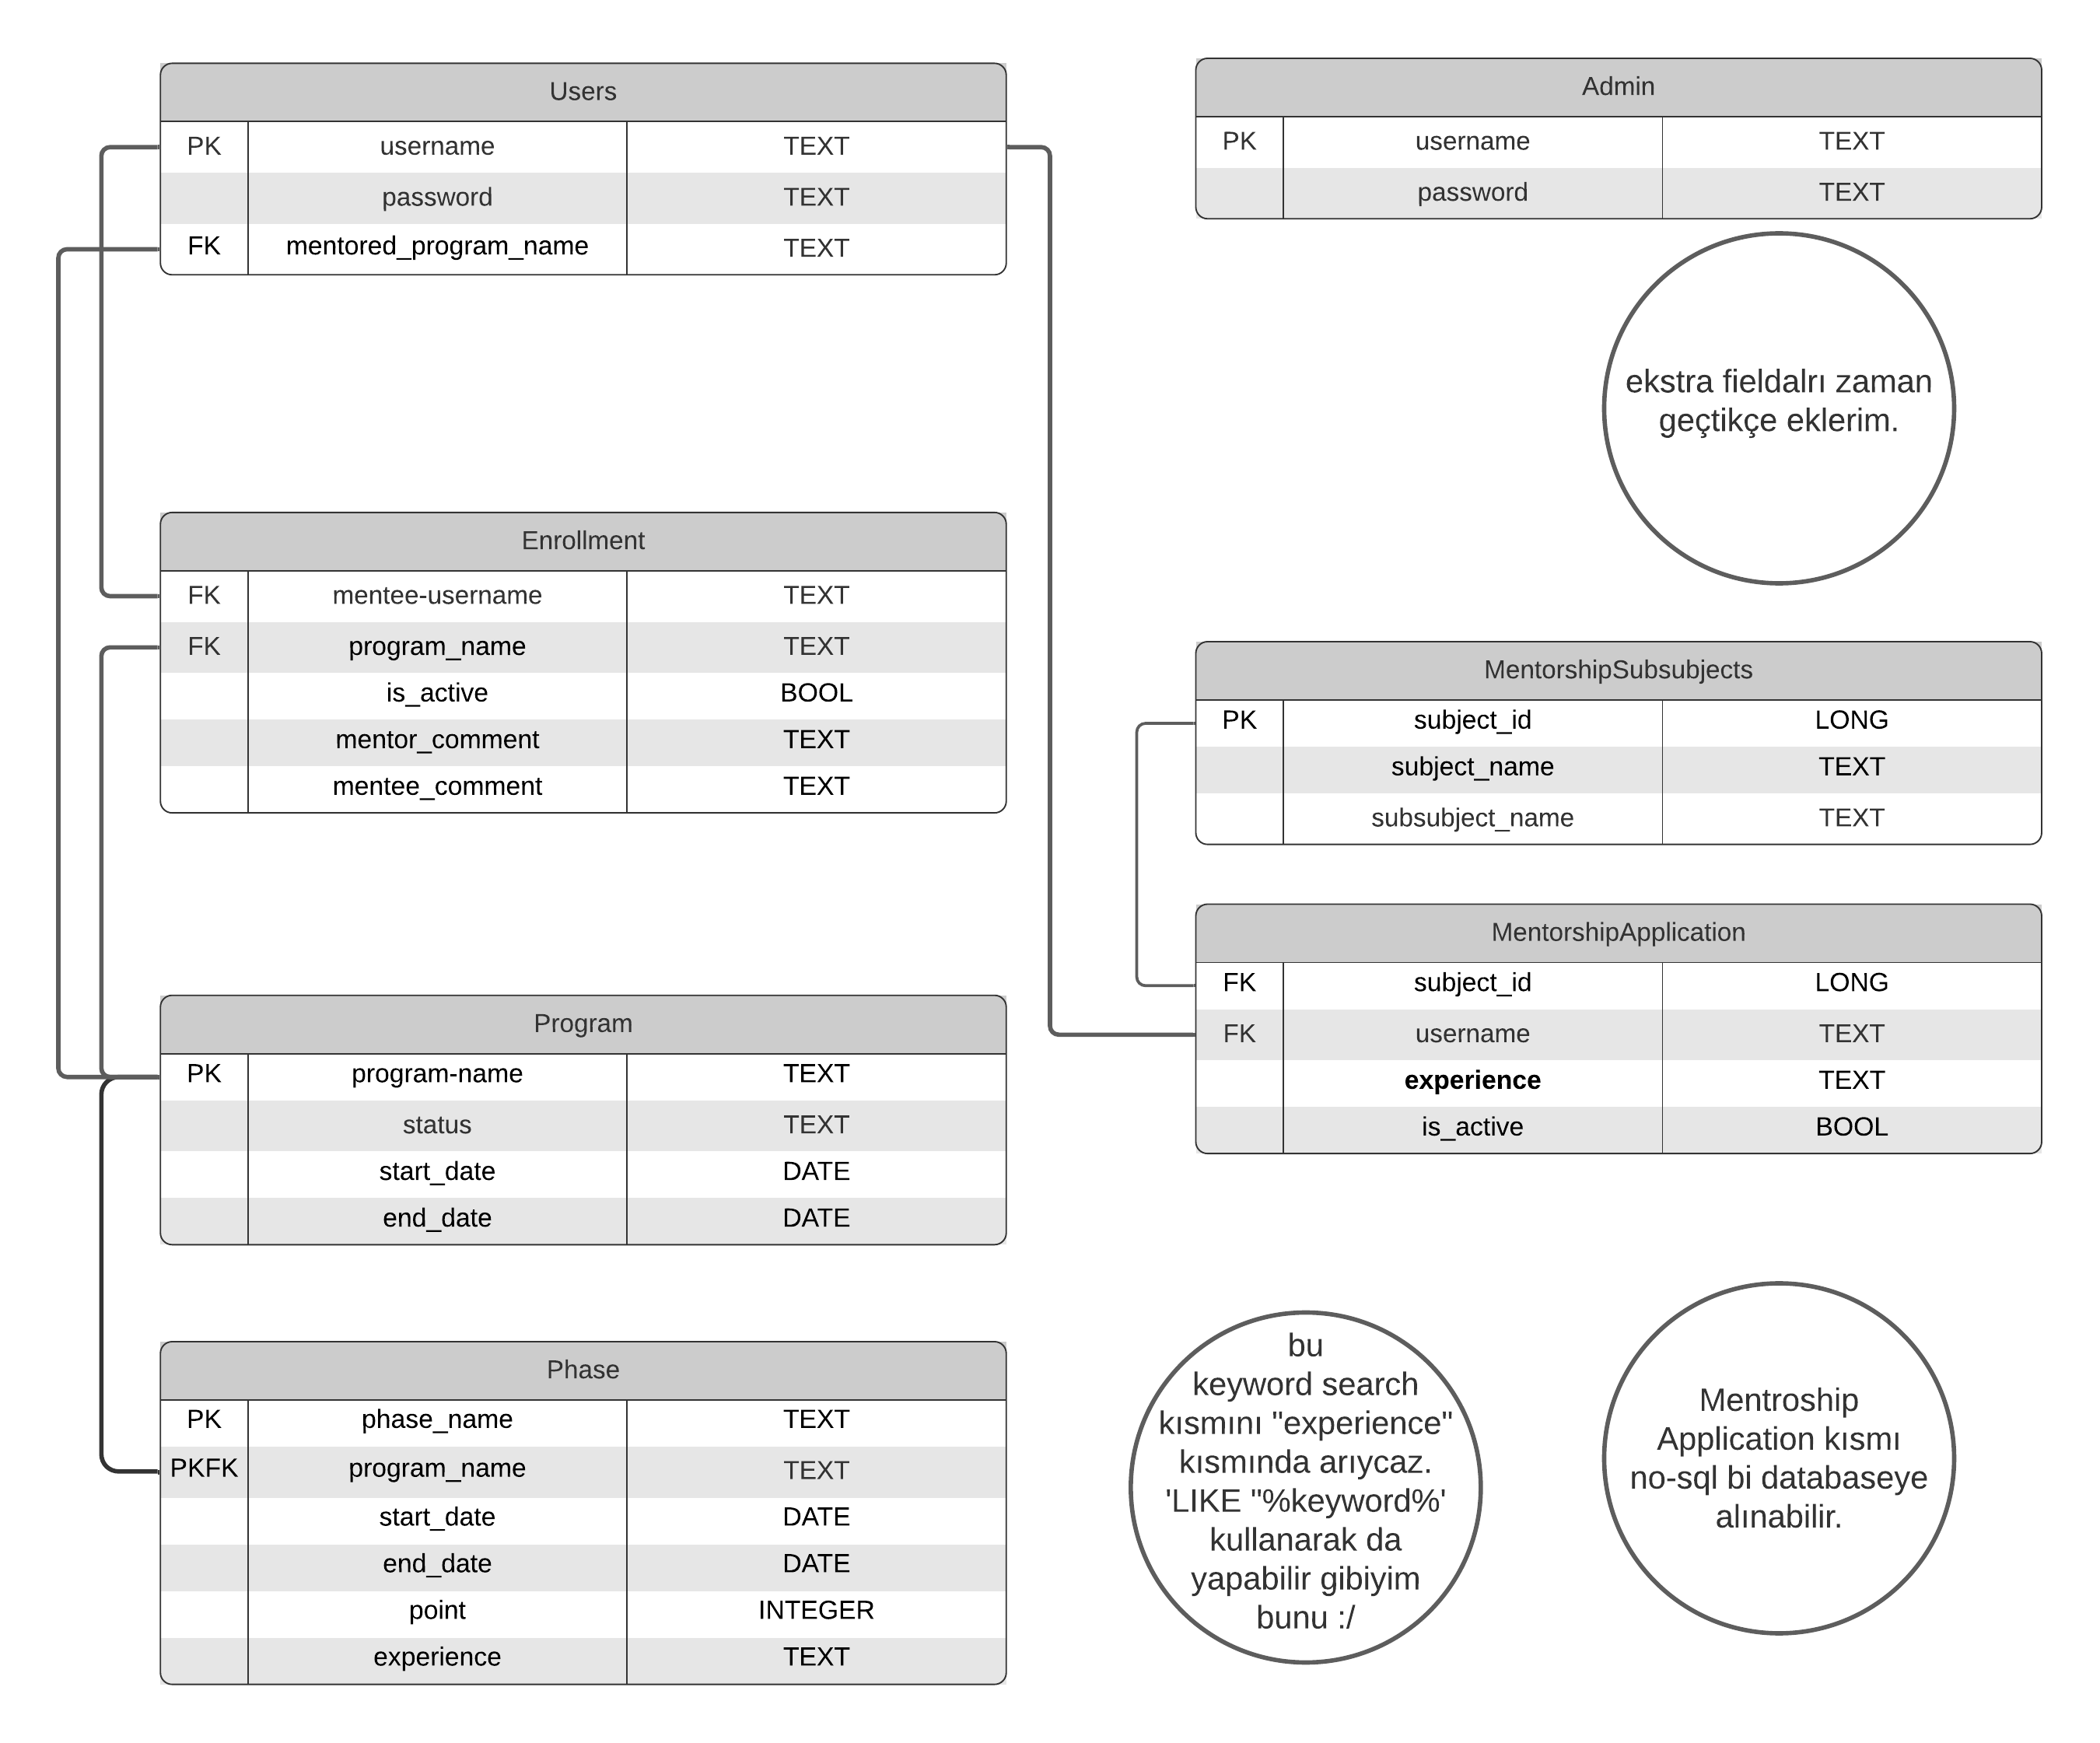 Users
PK username TEXT
password TEXT
FK mentored_program_name TEXT
Enrollment
FK mentee-username TEXT
FK program_name TEXT
is_active BOOL
mentor_comment TEXT
mentee_comment TEXT
Program
PK program-name TEXT
status TEXT
start_date DATE
end_date DATE
Phase
PK phase_name TEXT
PKFK program_name TEXT
start_date DATE
end_date DATE
point INTEGER
experience TEXT
Admin
PK username TEXT
password TEXT
ekstra fieldalrı zaman
geçtikçe eklerim.
MentorshipSubsubjects
PK subject_id LONG
subject_name TEXT
subsubject_name TEXT
MentorshipApplication
FK subject_id LONG
FK username TEXT
experience TEXT
is_active BOOL
bu
keyword search
kısmını "experience"
kısmında arıycaz.
'LIKE "%keyword%'
kullanarak da
yapabilir gibiyim
bunu :/
Mentroship
Application kısmı
no-sql bi databaseye
alınabilir.